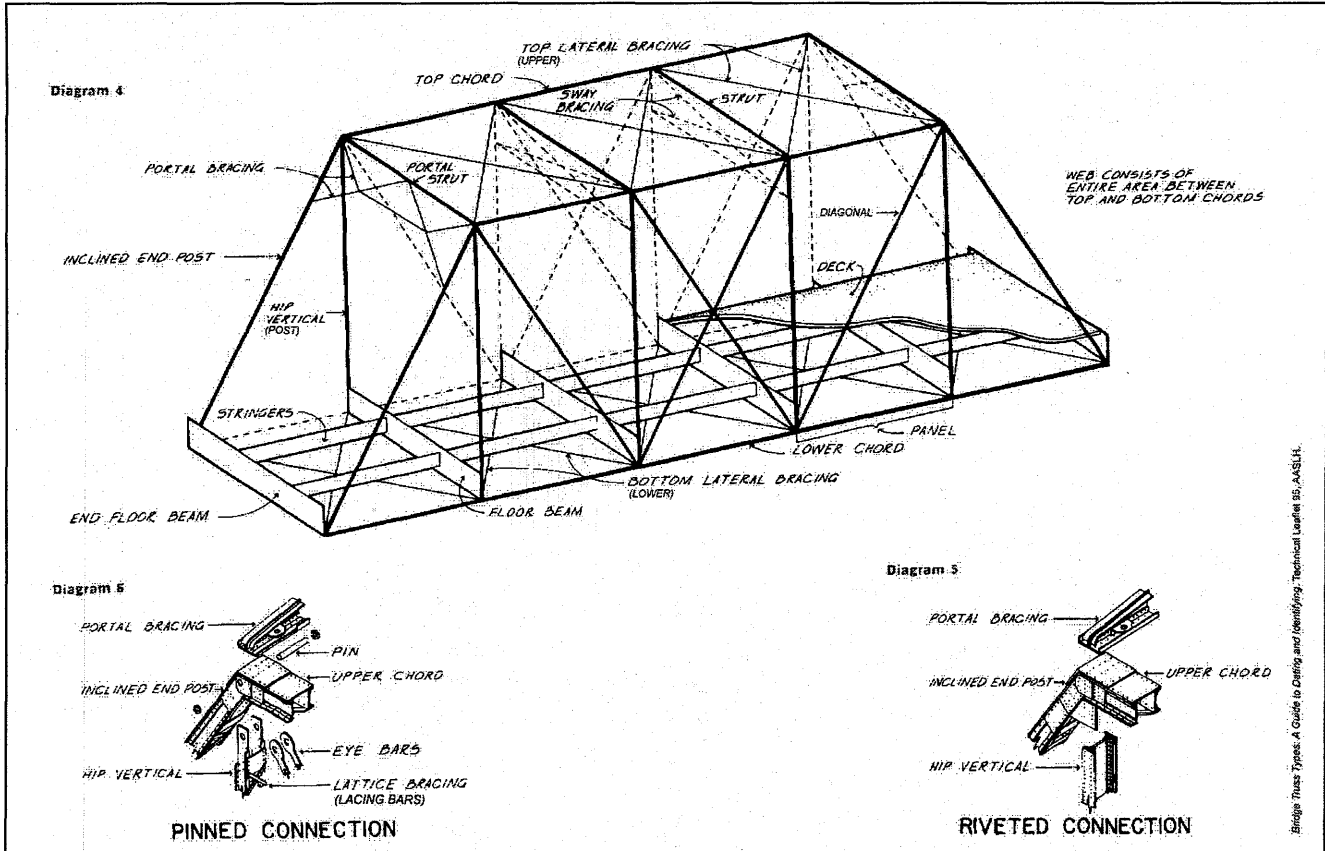 Diagram 4
TOP LATERAL BRACING
(UPPER)
TOP CHORD
SWAY
BRACING
STRUT
PORTAL BRACING
PORTAL
STRUT
WEB CONSISTS OF
ENTIRE AREA BETWEEN
TOP AND BOTTOM CHORDS
DIAGONAL
INCLINED END POST
DECK
HIP
VERTICAL
(POST)
STRINGERS
PANEL
LOWER CHORD
BOTTOM LATERAL BRACING
(LOWER)
FLOOR BEAM
END FLOOR BEAM
Diagram 6
PORTAL BRACING
PIN
UPPER CHORD
INCLINED END POST
EYE BARS
HIP VERTICAL
LATTICE BRACING
(LACING BARS)
PINNED CONNECTION
Diagram 5
PORTAL BRACING
UPPER CHORD
INCLINED END POST
HIP VERTICAL
RIVETED CONNECTION
Bridge Truss Types: A Guide to Dating and Identifying, Technical Leaflet 95, AASLH.